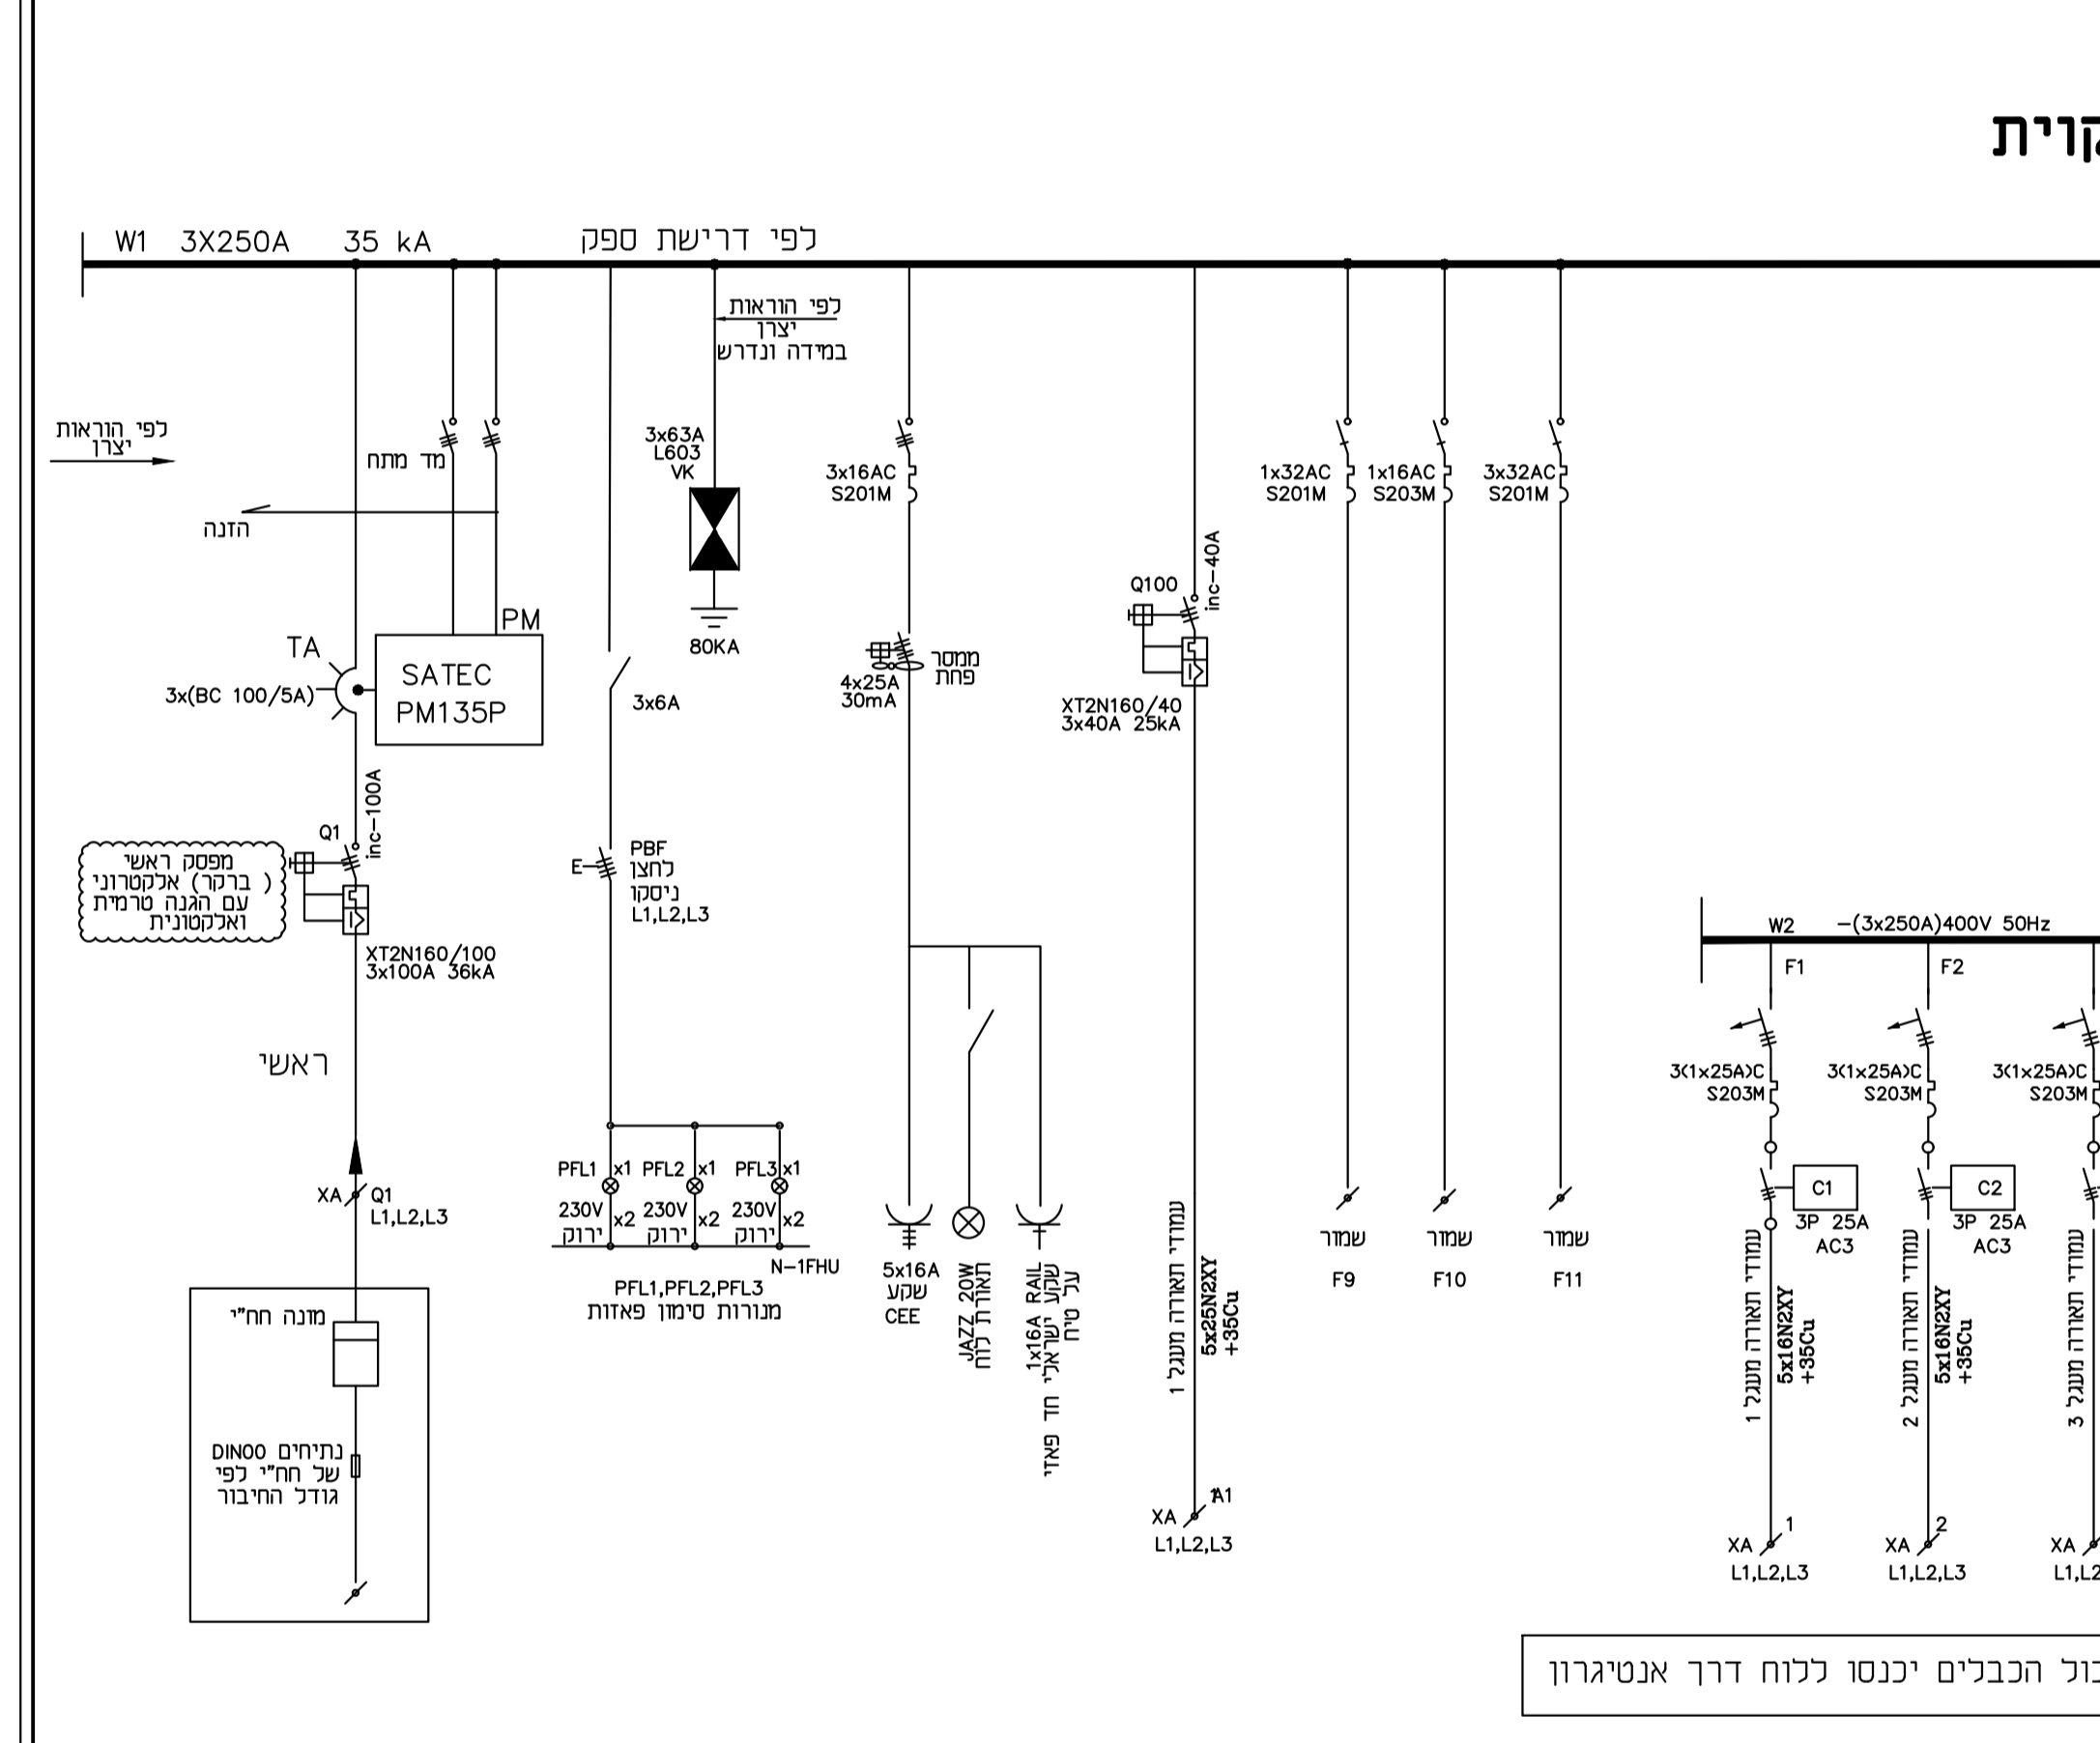 קוית
W1 3X250A 35 kA
לפי דרישת ספק
לפי הוראות
יצרן
במידה ונדרש
לפי הוראות
יצרן
מד מתח
הזנה
3x63A
L603
VK
80KA
3x16AC
S201M
1x32AC
S201M
1x16AC
S203M
3x32AC
S201M
TA
3x(BC 100/5A)
PM
SATEC
PM135P
3x6A
4x25A
30mA
ממסר
פחת
Q100
inc-40A
XT2N160/40
3x40A 25kA
Q1
inc-100A
מפסק ראשי
( ברקר) אלקטרוני
עם הגנה טרמית
ואלקטונית
XT2N160/100
3x100A 36kA
E
PBF
לחצן
ניסקו
L1,L2,L3
ראשי
XA
Q1
L1,L2,L3
מונה חח"י
נתיחים DIN00
של חח"י לפי
גודל החיבור
PFL1 x1
PFL2 x1
PFL3 x1
230V
ירוק
x2
230V
ירוק
x2
230V
ירוק
x2
N-1FHU
PFL1,PFL2,PFL3
מנורות סימון פאזות
5x16A
שקע
CEE
JAZZ 20W
תאורת לוח
1x16A RAIL
שקע ישראלי חד פאזי
על טיח
עמודי תאורה מעגל 1
5x25N2XY
+35Cu
XA
A1
L1,L2,L3
שמור
F9
שמור
F10
שמור
F11
W2 -(3x250A)400V 50Hz
F1
F2
3(1x25A)C
S203M
3(1x25A)C
S203M
3(1x25A)C
S203M
C1
3P 25A
AC3
C2
3P 25A
AC3
עמודי תאורה מעגל 1
5x16N2XY
+35Cu
עמודי תאורה מעגל 2
5x16N2XY
+35Cu
עמודי תאורה מעגל 3
XA
1
L1,L2,L3
XA
2
L1,L2,L3
XA
L1,L2
כול הכבלים יכנסו ללוח דרך אנטיגרון